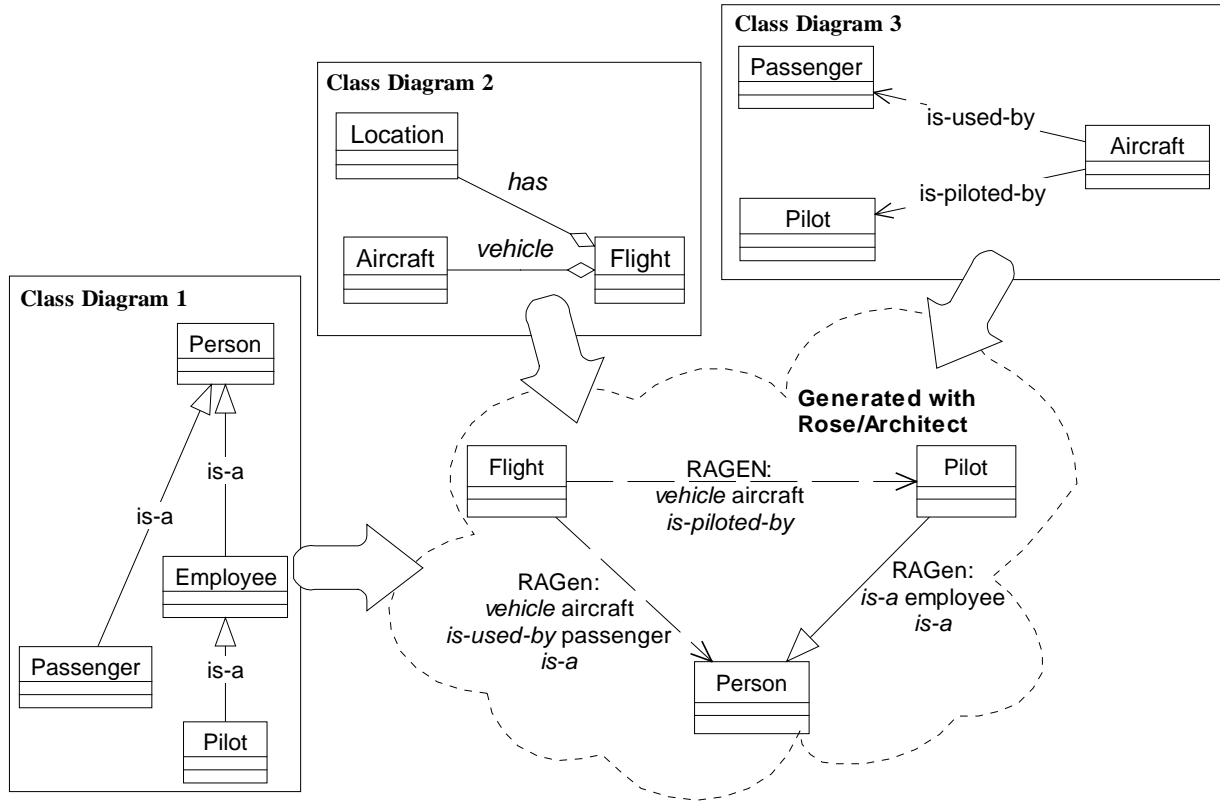 Class Diagram 1
Person
is-a
is-a
Employee
Passenger
is-a
Pilot
Class Diagram 2
Location
has
Aircraft
vehicle
Flight
Class Diagram 3
Passenger
is-used-by
Aircraft
is-piloted-by
Pilot
Generated with
Rose/Architect
Flight
RAGEN:
vehicle aircraft
is-piloted-by
Pilot
RAGen:
vehicle aircraft
is-used-by passenger
is-a
RAGen:
is-a employee
is-a
Person